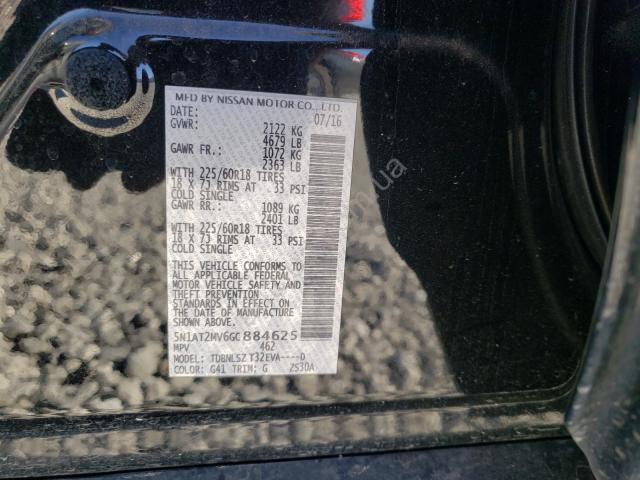 MFD BY NISSAN MOTOR CO., LTD.
DATE: 07/16
GVWR: 2122 KG
4679 LB
GAWR FR.: 1072 KG
2363 LB
WITH 225/60R18 TIRES
18 X 7J RIMS AT 33 PSI
COLD SINGLE
GAWR RR.: 1089 KG
2401 LB
WITH 225/60R18 TIRES
18 X 7J RIMS AT 33 PSI
COLD SINGLE
THIS VEHICLE CONFORMS TO
ALL APPLICABLE FEDERAL
MOTOR VEHICLE SAFETY AND
THEFT PREVENTION
STANDARDS IN EFFECT ON
THE DATE OF MANUFACTURE
SHOWN ABOVE.
5N1AT2MV6GC884625
MPV 462
MODEL: TDBNLSZ T32EVA----D
COLOR: G41 TRIM: G ZS30A